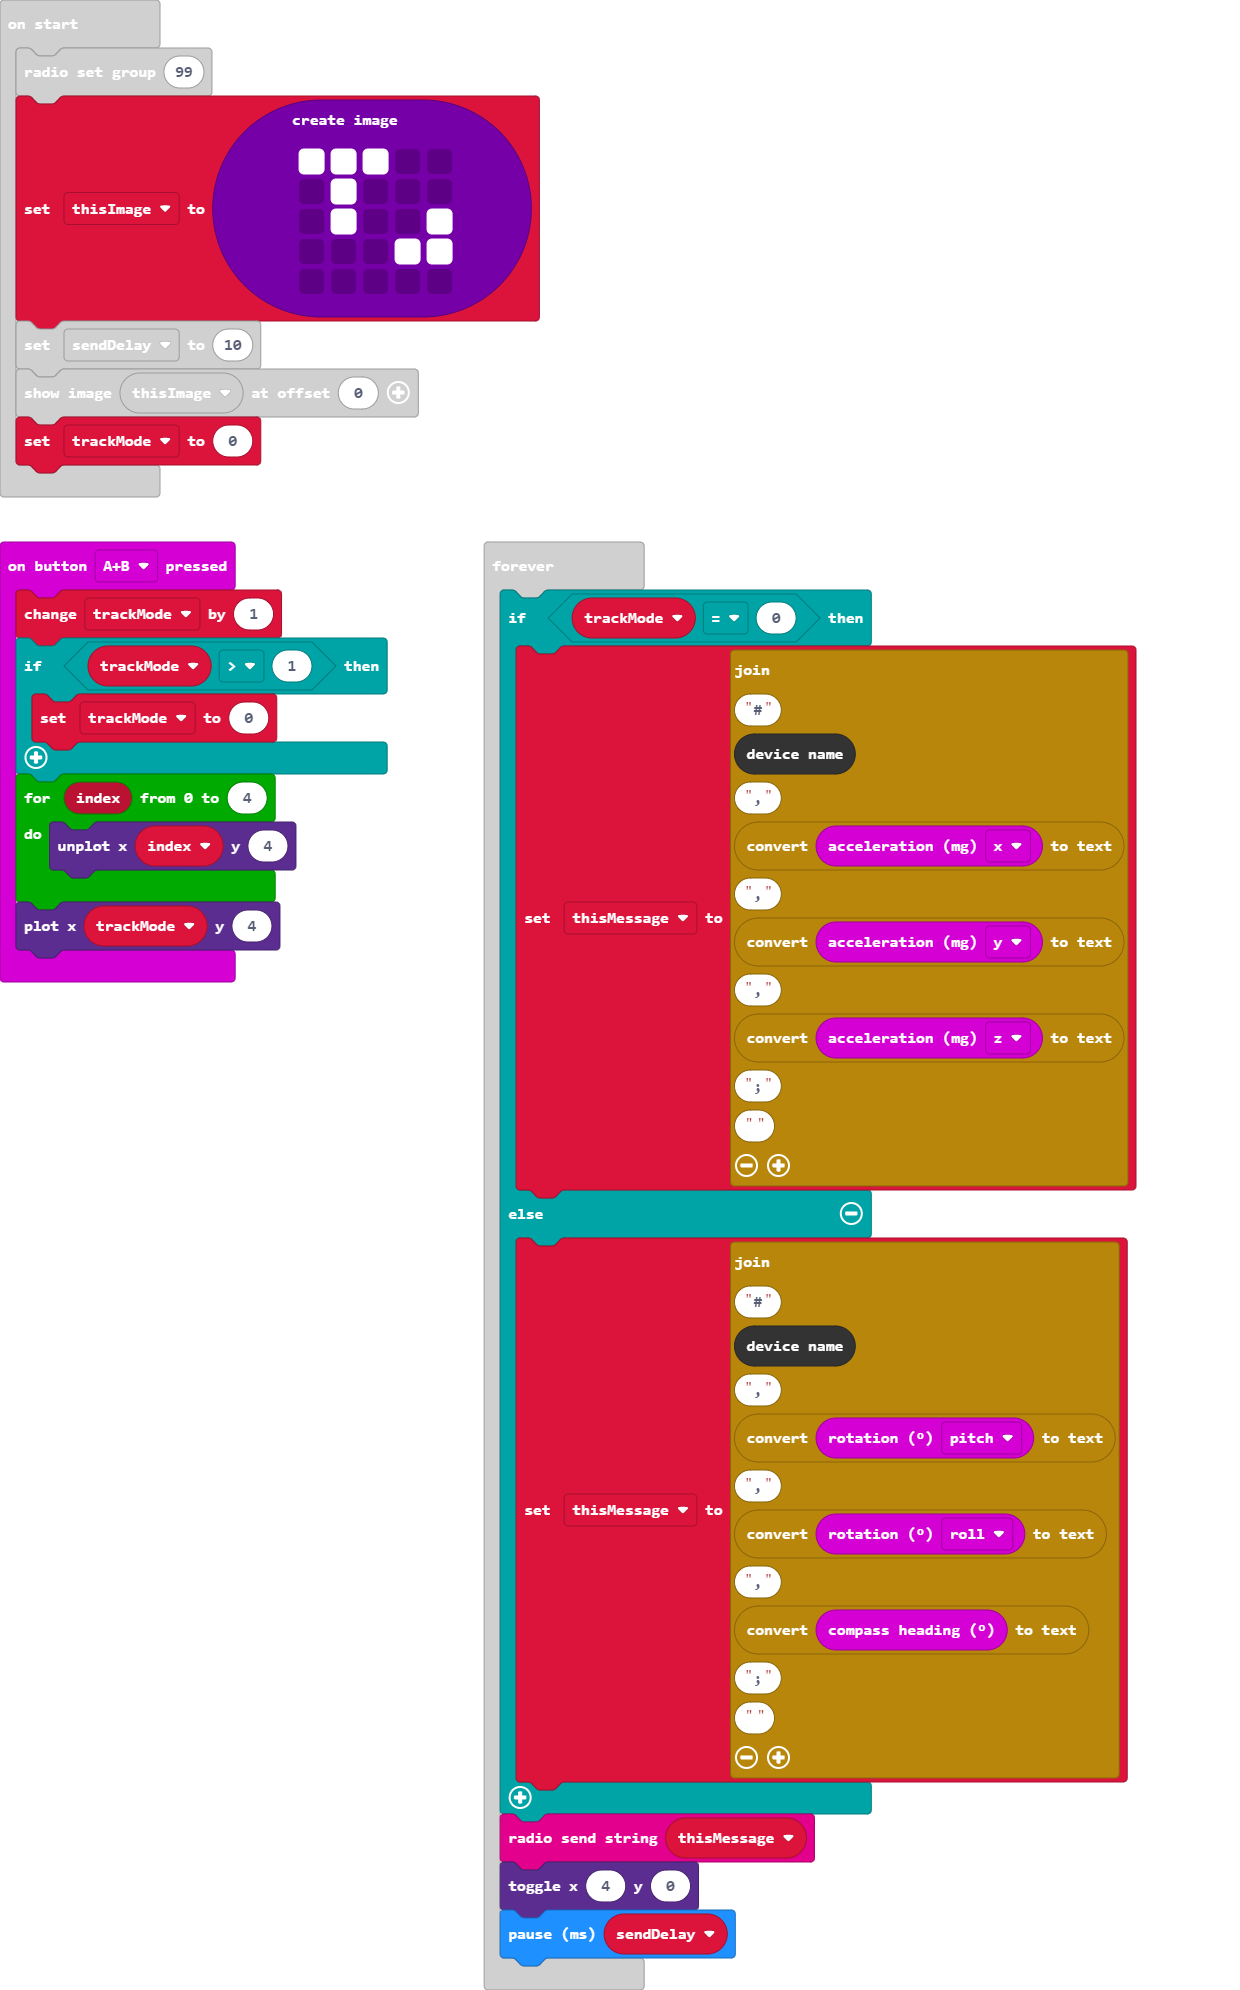 on start
radio set group 99
create image
set thisImage to
set sendDelay to 10
show image thisImage at offset 0
set trackMode to 0
on button A+B pressed
change trackMode by 1
if trackMode > 1 then
set trackMode to 0
for index from 0 to 4
do
unplot x index y 4
plot x trackMode y 4
forever
if trackMode = 0 then
set thisMessage to
join
"#"
device name
","
convert acceleration (mg) x to text
","
convert acceleration (mg) y to text
","
convert acceleration (mg) z to text
";"
""
else
set thisMessage to
join
"#"
device name
","
convert rotation (º) pitch to text
","
convert rotation (º) roll to text
","
convert compass heading (º) to text
";"
""
radio send string thisMessage
toggle x 4 y 0
pause (ms) sendDelay